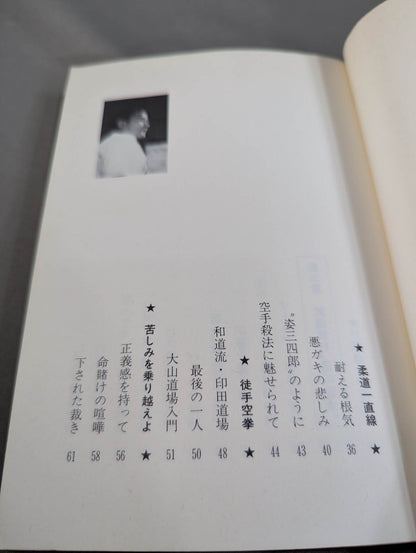 ★ 柔道一直線 ★
耐える根気 36
悪ガキの悲しみ 40
“姿三四郎”のように 43
空手殺法に魅せられて 44
★ 徒手空拳 ★
和道流・印田道場 48
最後の一人 50
大山道場入門 51
★ 苦しみを乗り越えよ ★
正義感を持って 56
命賭けの喧嘩 58
下された裁き 61